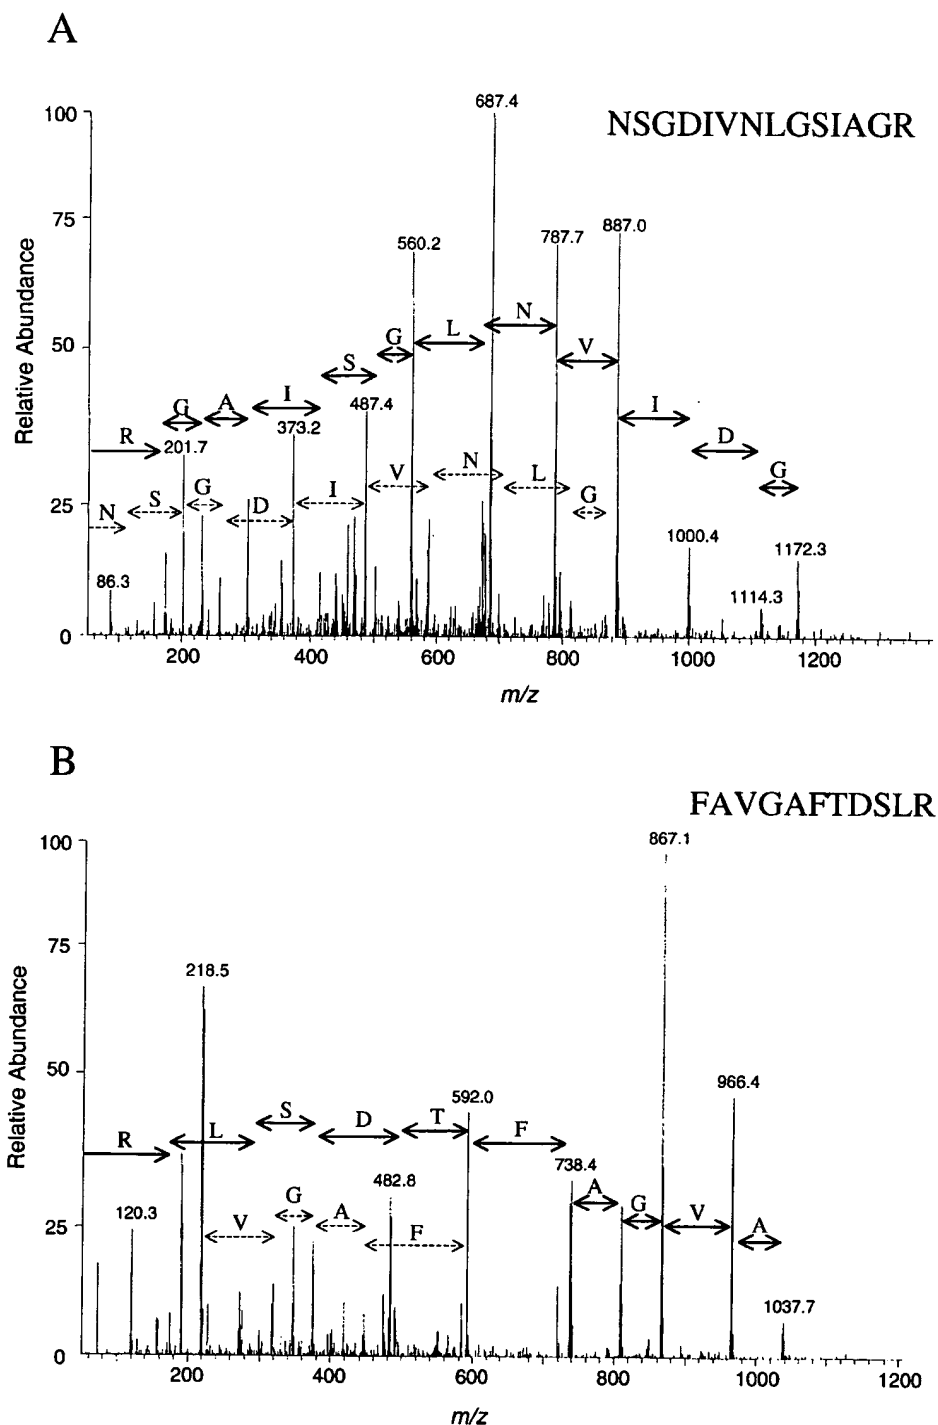 A
NSGDIVNLGSIAGR
Relative Abundance
100
75
50
25
0
687.4
560.2
787.7
887.0
N
L
V
G
S
I
I
487.4
G
A
373.2
R
201.7
D
G
N
S
G
D
I
V
N
L
G
86.3
1000.4
1114.3
1172.3
200
400
600
800
1000
1200
m/z
B
FAVGAFTDSLR
Relative Abundance
100
75
50
25
0
867.1
218.5
966.4
592.0
R
L
S
D
T
F
738.4
482.8
A
G
V
A
120.3
V
G
A
F
1037.7
200
400
600
800
1000
1200
m/z